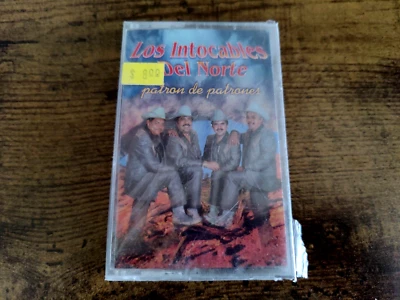 Los Intocables
Del Norte
$ 8.99
patron de patrones